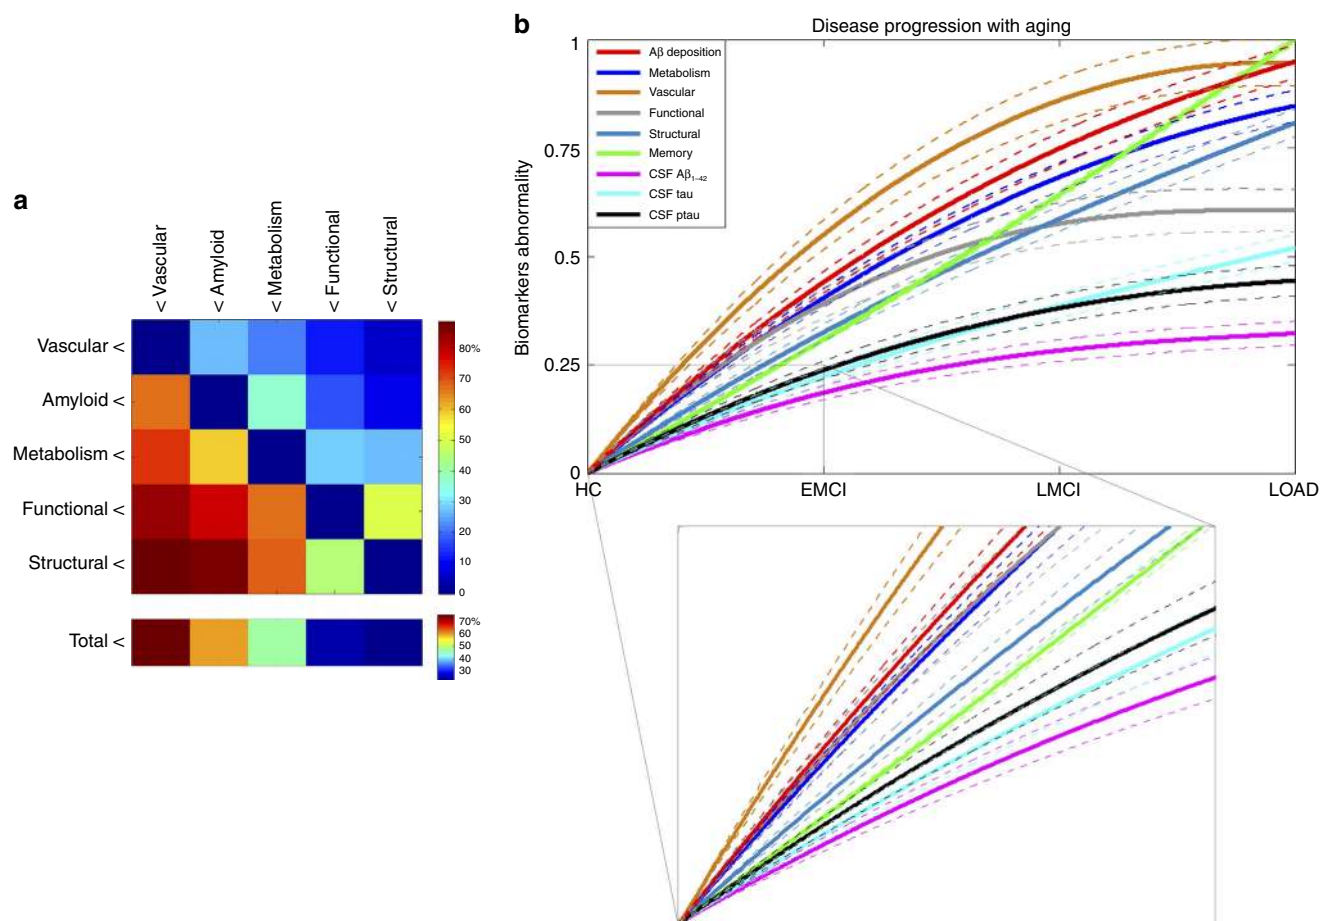 a
< Vascular
< Amyloid
< Metabolism
< Functional
< Structural
Vascular <
Amyloid <
Metabolism <
Functional <
Structural <
Total <
80%
70
60
50
40
30
20
10
0
70%
60
50
40
30
b
Disease progression with aging
Aβ deposition
Metabolism
Vascular
Functional
Structural
Memory
CSF Aβ₁₋₄₂
CSF tau
CSF ptau
Biomarkers abnormality
1
0.75
0.5
0.25
0
HC
EMCI
LMCI
LOAD